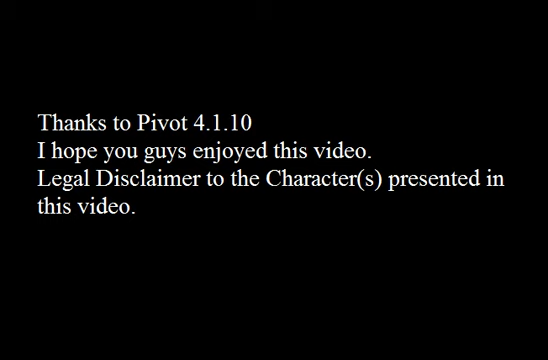 Thanks to Pivot 4.1.10
I hope you guys enjoyed this video.
Legal Disclaimer to the Character(s) presented in
this video.